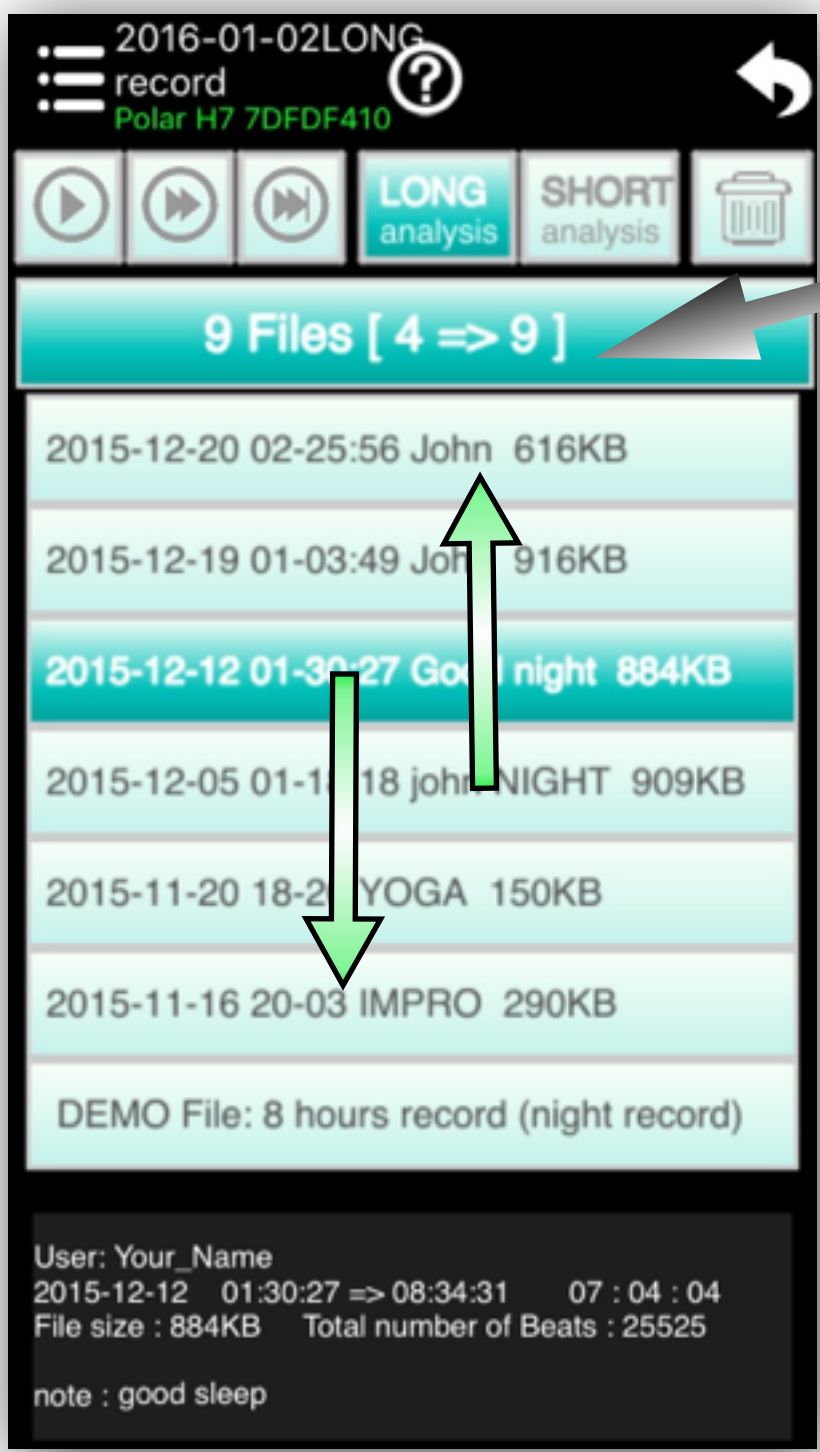 2016-01-02LONG
record
Polar H7 7DFDF410
?
LONG
analysis
SHORT
analysis
9 Files [ 4 => 9 ]
2015-12-20 02-25:56 John 616KB
2015-12-19 01-03:49 916KB
2015-12-12 01-30:27 night 884KB
2015-12-05 18 john NIGHT 909KB
2015-11-20 YOGA 150KB
2015-11-16 20-03 IMPRO 290KB
DEMO File: 8 hours record (night record)
User: Your_Name
2015-12-12 01:30:27 => 08:34:31 07 : 04 : 04
File size : 884KB Total number of Beats : 25525
note : good sleep